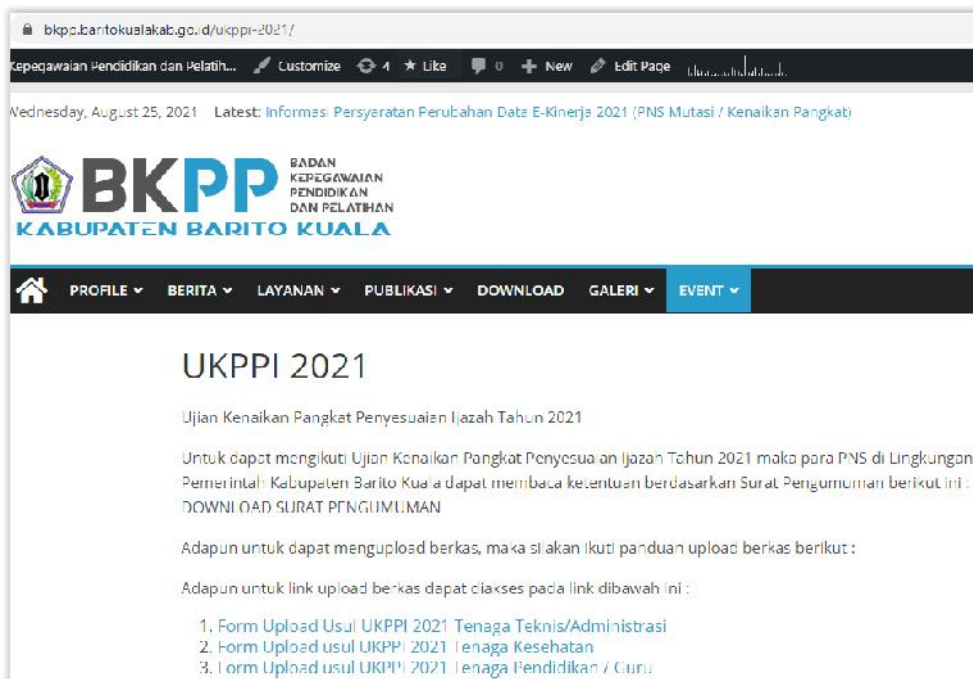 bkpp.baritokualakab.go.id/ukppi-2021/
Kepegawaian Pendidikan dan Pelatih... Customize 4 Like 0 New Edit Page
Wednesday, August 25, 2021 Latest: Informasi Persyaratan Perubahan Data E-Kinerja 2021 (PNS Mutasi / Kenaikan Pangkat)
BKPP
BADAN
KEPEGAWAIAN
PENDIDIKAN
DAN PELATIHAN
KABUPATEN BARITO KUALA
PROFILE BERITA LAYANAN PUBLIKASI DOWNLOAD GALERI EVENT
UKPPI 2021
Ujian Kenaikan Pangkat Penyesuaian Ijazah Tahun 2021
Untuk dapat mengikuti Ujian Kenaikan Pangkat Penyesuaian Ijazah Tahun 2021 maka para PNS di Lingkungan
Pemerintah Kabupaten Barito Kuala dapat membaca ketentuan berdasarkan Surat Pengumuman berikut ini :
DOWNLOAD SURAT PENGUMUMAN
Adapun untuk dapat mengupload berkas, maka silakan ikuti panduan upload berkas berikut :
Adapun untuk link upload berkas dapat diakses pada link dibawah ini :
1. Form Upload Usul UKPPI 2021 Tenaga Teknis/Administrasi
2. Form Upload usul UKPPI 2021 Tenaga Kesehatan
3. Form Upload usul UKPPI 2021 Tenaga Pendidikan / Guru